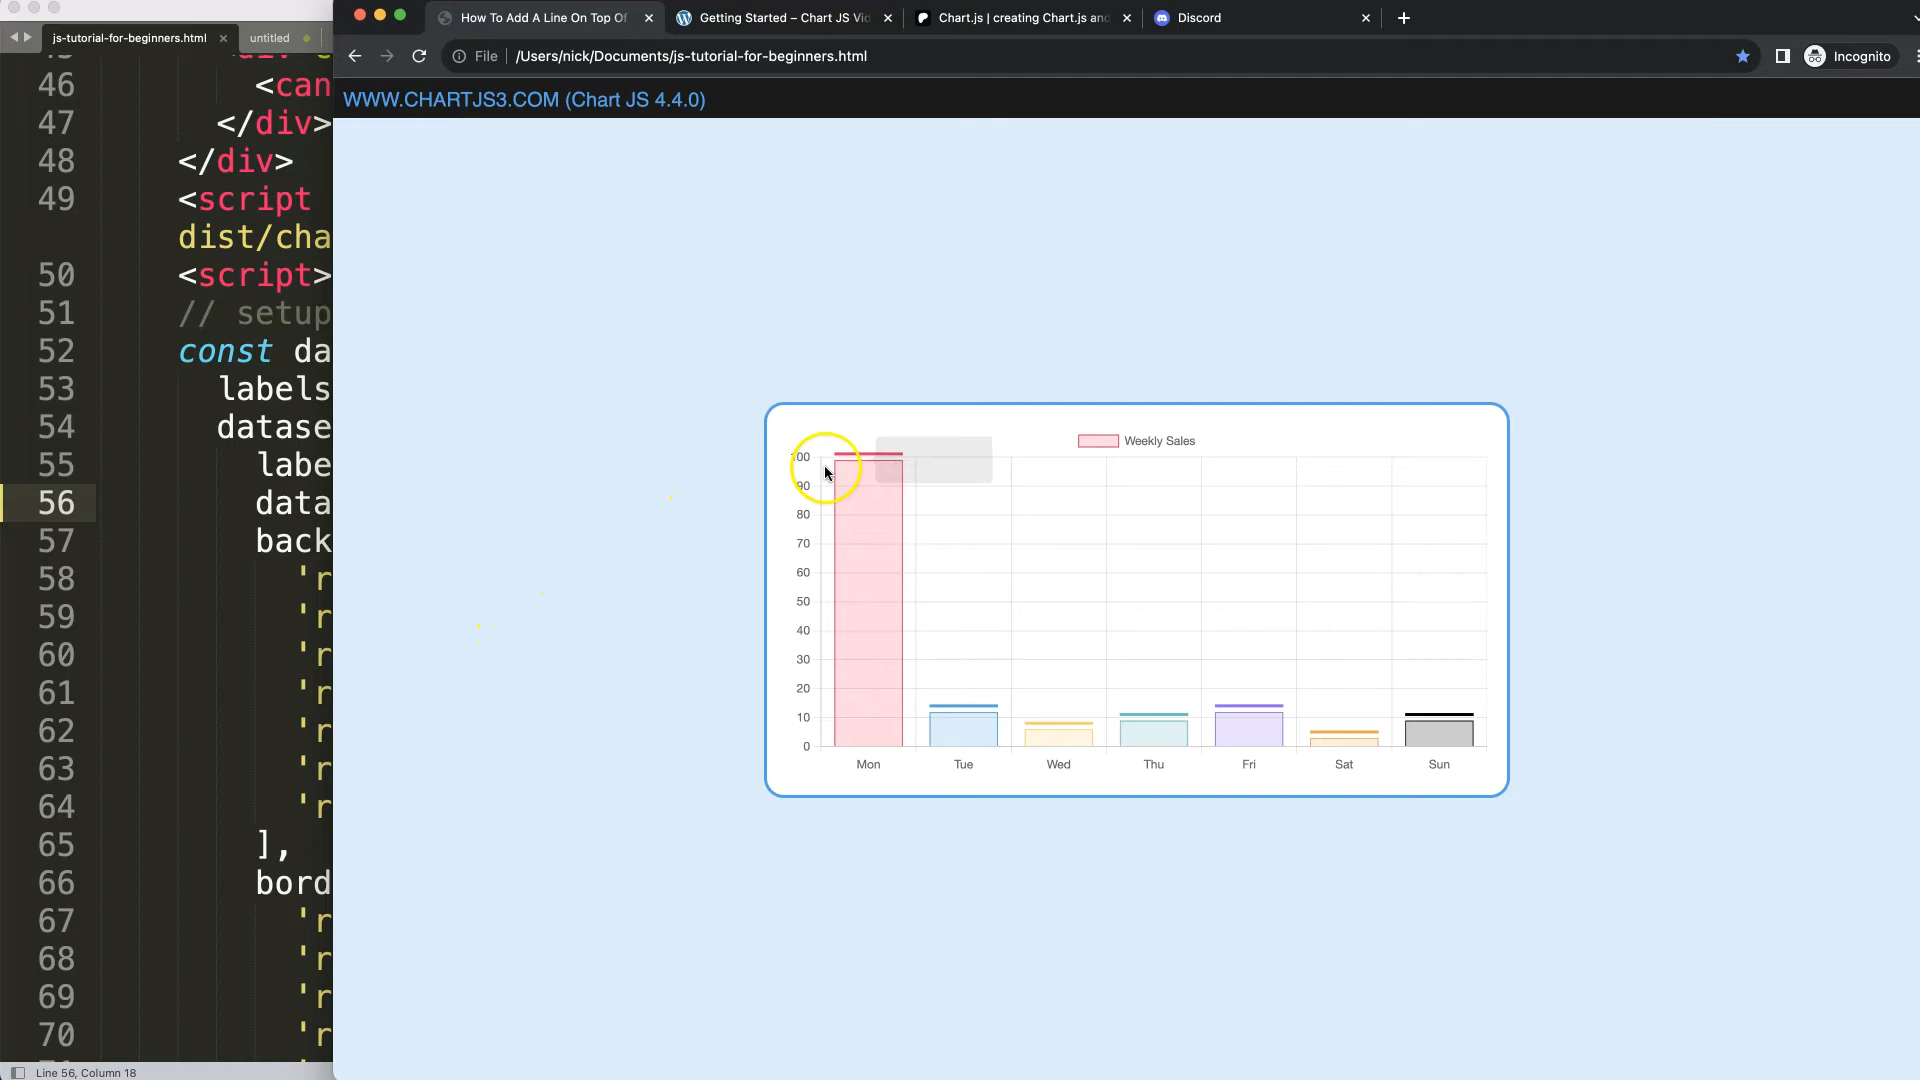 js-tutorial-for-beginners.html
untitled
46 <can
47 </div>
48 </div>
49 <script
dist/cha
50 <script>
51 // setup
52 const da
53 labels
54 datase
55 labe
56 data
57 back
58 'r
59 'r
60 'r
61 'r
62 'r
63 'r
64 'r
65 ],
66 bord
67 'r
68 'r
69 'r
70 'r
Line 56, Column 18
How To Add A Line On Top Of
Getting Started – Chart JS Vid
Chart.js | creating Chart.js and
Discord
File /Users/nick/Documents/js-tutorial-for-beginners.html
Incognito
WWW.CHARTJS3.COM (Chart JS 4.4.0)
Weekly Sales
100
90
80
70
60
50
40
30
20
10
0
Mon Tue Wed Thu Fri Sat Sun